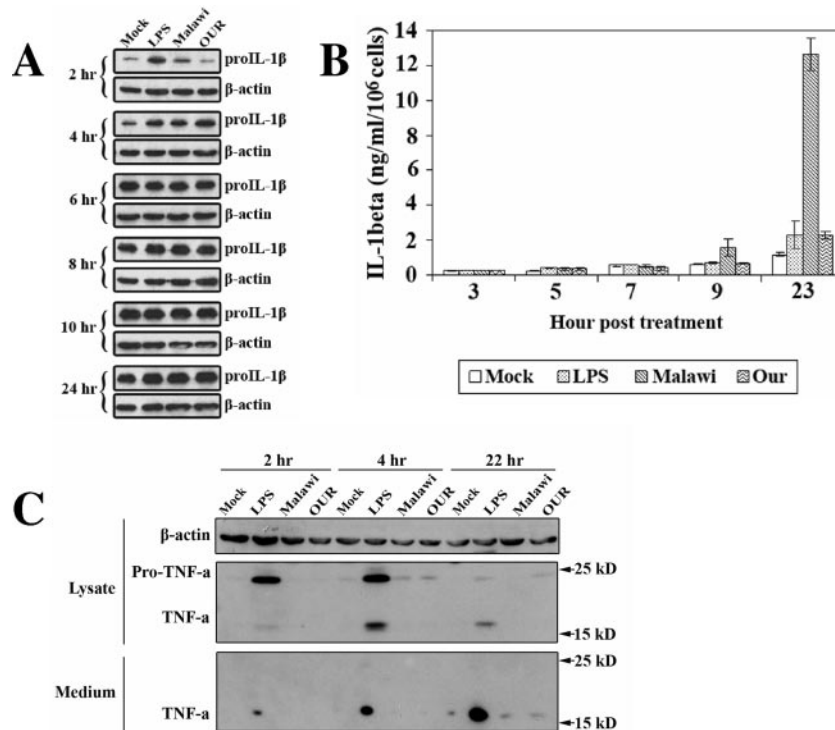 A
Mock LPS Malawi OUR
2 hr { proIL-1β
β-actin
4 hr { proIL-1β
β-actin
6 hr { proIL-1β
β-actin
8 hr { proIL-1β
β-actin
10 hr { proIL-1β
β-actin
24 hr { proIL-1β
β-actin
B
IL-1beta (ng/ml/10⁶ cells)
14
12
10
8
6
4
2
0
3 5 7 9 23
Hour post treatment
Mock LPS Malawi Our
C
2 hr 4 hr 22 hr
Mock LPS Malawi OUR Mock LPS Malawi OUR Mock LPS Malawi OUR
β-actin
Lysate
Pro-TNF-a 25 kD
TNF-a 15 kD
Medium
25 kD
TNF-a 15 kD